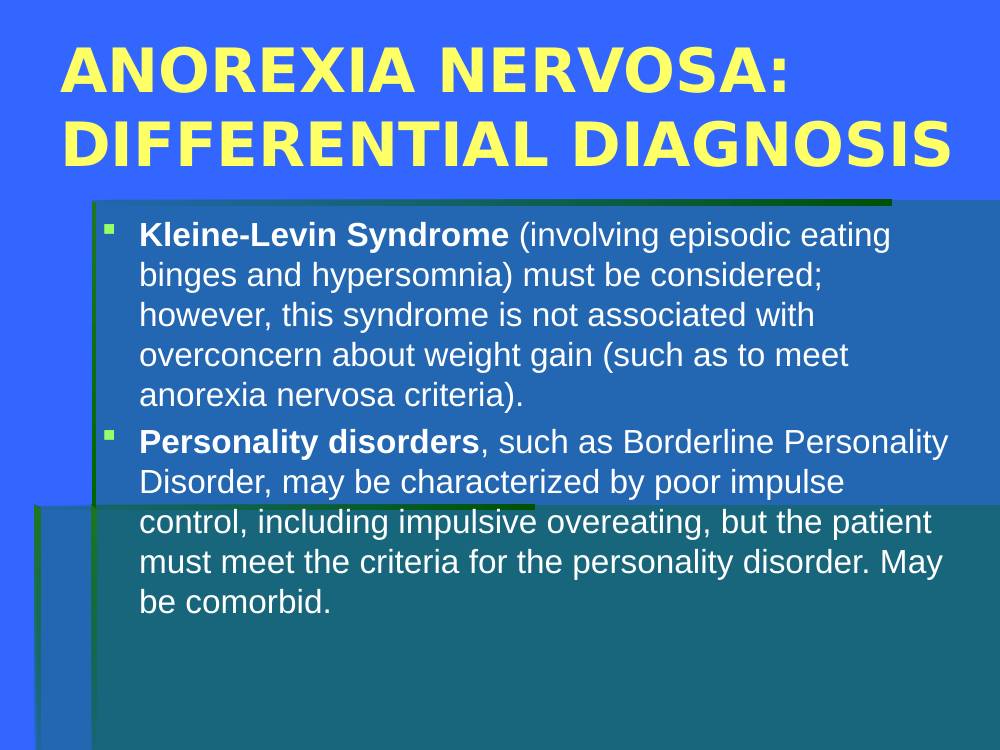 ANOREXIA NERVOSA:
DIFFERENTIAL DIAGNOSIS
Kleine-Levin Syndrome (involving episodic eating
binges and hypersomnia) must be considered;
however, this syndrome is not associated with
overconcern about weight gain (such as to meet
anorexia nervosa criteria).
Personality disorders, such as Borderline Personality
Disorder, may be characterized by poor impulse
control, including impulsive overeating, but the patient
must meet the criteria for the personality disorder. May
be comorbid.